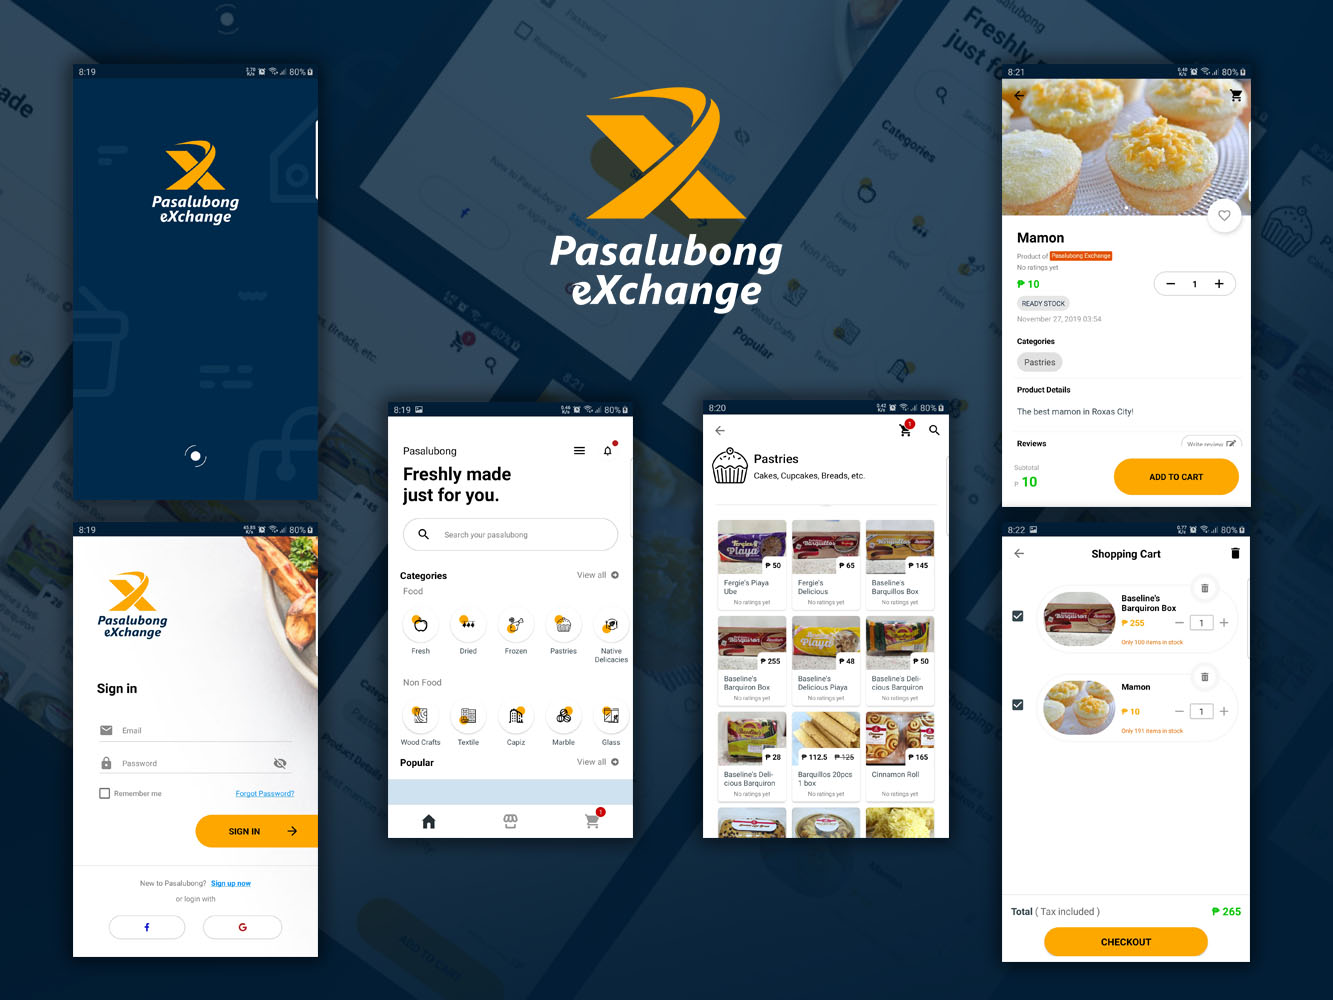 Pasalubong
eXchange
8:19
80%
Pasalubong
eXchange
8:19
80%
Pasalubong
eXchange
Sign in
Email
Password
Remember me
Forgot Password?
SIGN IN
New to Pasalubong? Sign up now
or login with
f
G
8:19
80%
Pasalubong
Freshly made
just for you.
Search your pasalubong
Categories
View all
Food
Fresh
Dried
Frozen
Pastries
Native
Delicacies
Non Food
Wood Crafts
Textile
Capiz
Marble
Glass
Popular
View all
1
8:20
80%
1
Pastries
Cakes, Cupcakes, Breads, etc.
₱ 50
₱ 65
₱ 145
Fergie's Piaya
Ube
No ratings yet
Fergie's
Delicious
No ratings yet
Baseline's
Barquillos Box
No ratings yet
₱ 255
₱ 48
₱ 50
Baseline's
Barquiron Box
No ratings yet
Baseline's
Delicious Piaya
No ratings yet
Baseline's Deli-
cious Barquiron
No ratings yet
₱ 28
₱ 112.5 ₱ 125
₱ 165
Baseline's Deli-
cious Barquiron
No ratings yet
Barquillos 20pcs
1 box
No ratings yet
Cinnamon Roll
No ratings yet
8:21
80%
Mamon
Product of Pasalubong Exchange
No ratings yet
₱ 10
1
READY STOCK
November 27, 2019 03:54
Categories
Pastries
Product Details
The best mamon in Roxas City!
Reviews
Write review
Subtotal
₱ 10
ADD TO CART
8:22
80%
Shopping Cart
Baseline's
Barquiron Box
₱ 255
1
Only 100 items in stock
Mamon
₱ 10
1
Only 191 items in stock
Total ( Tax included )
₱ 265
CHECKOUT